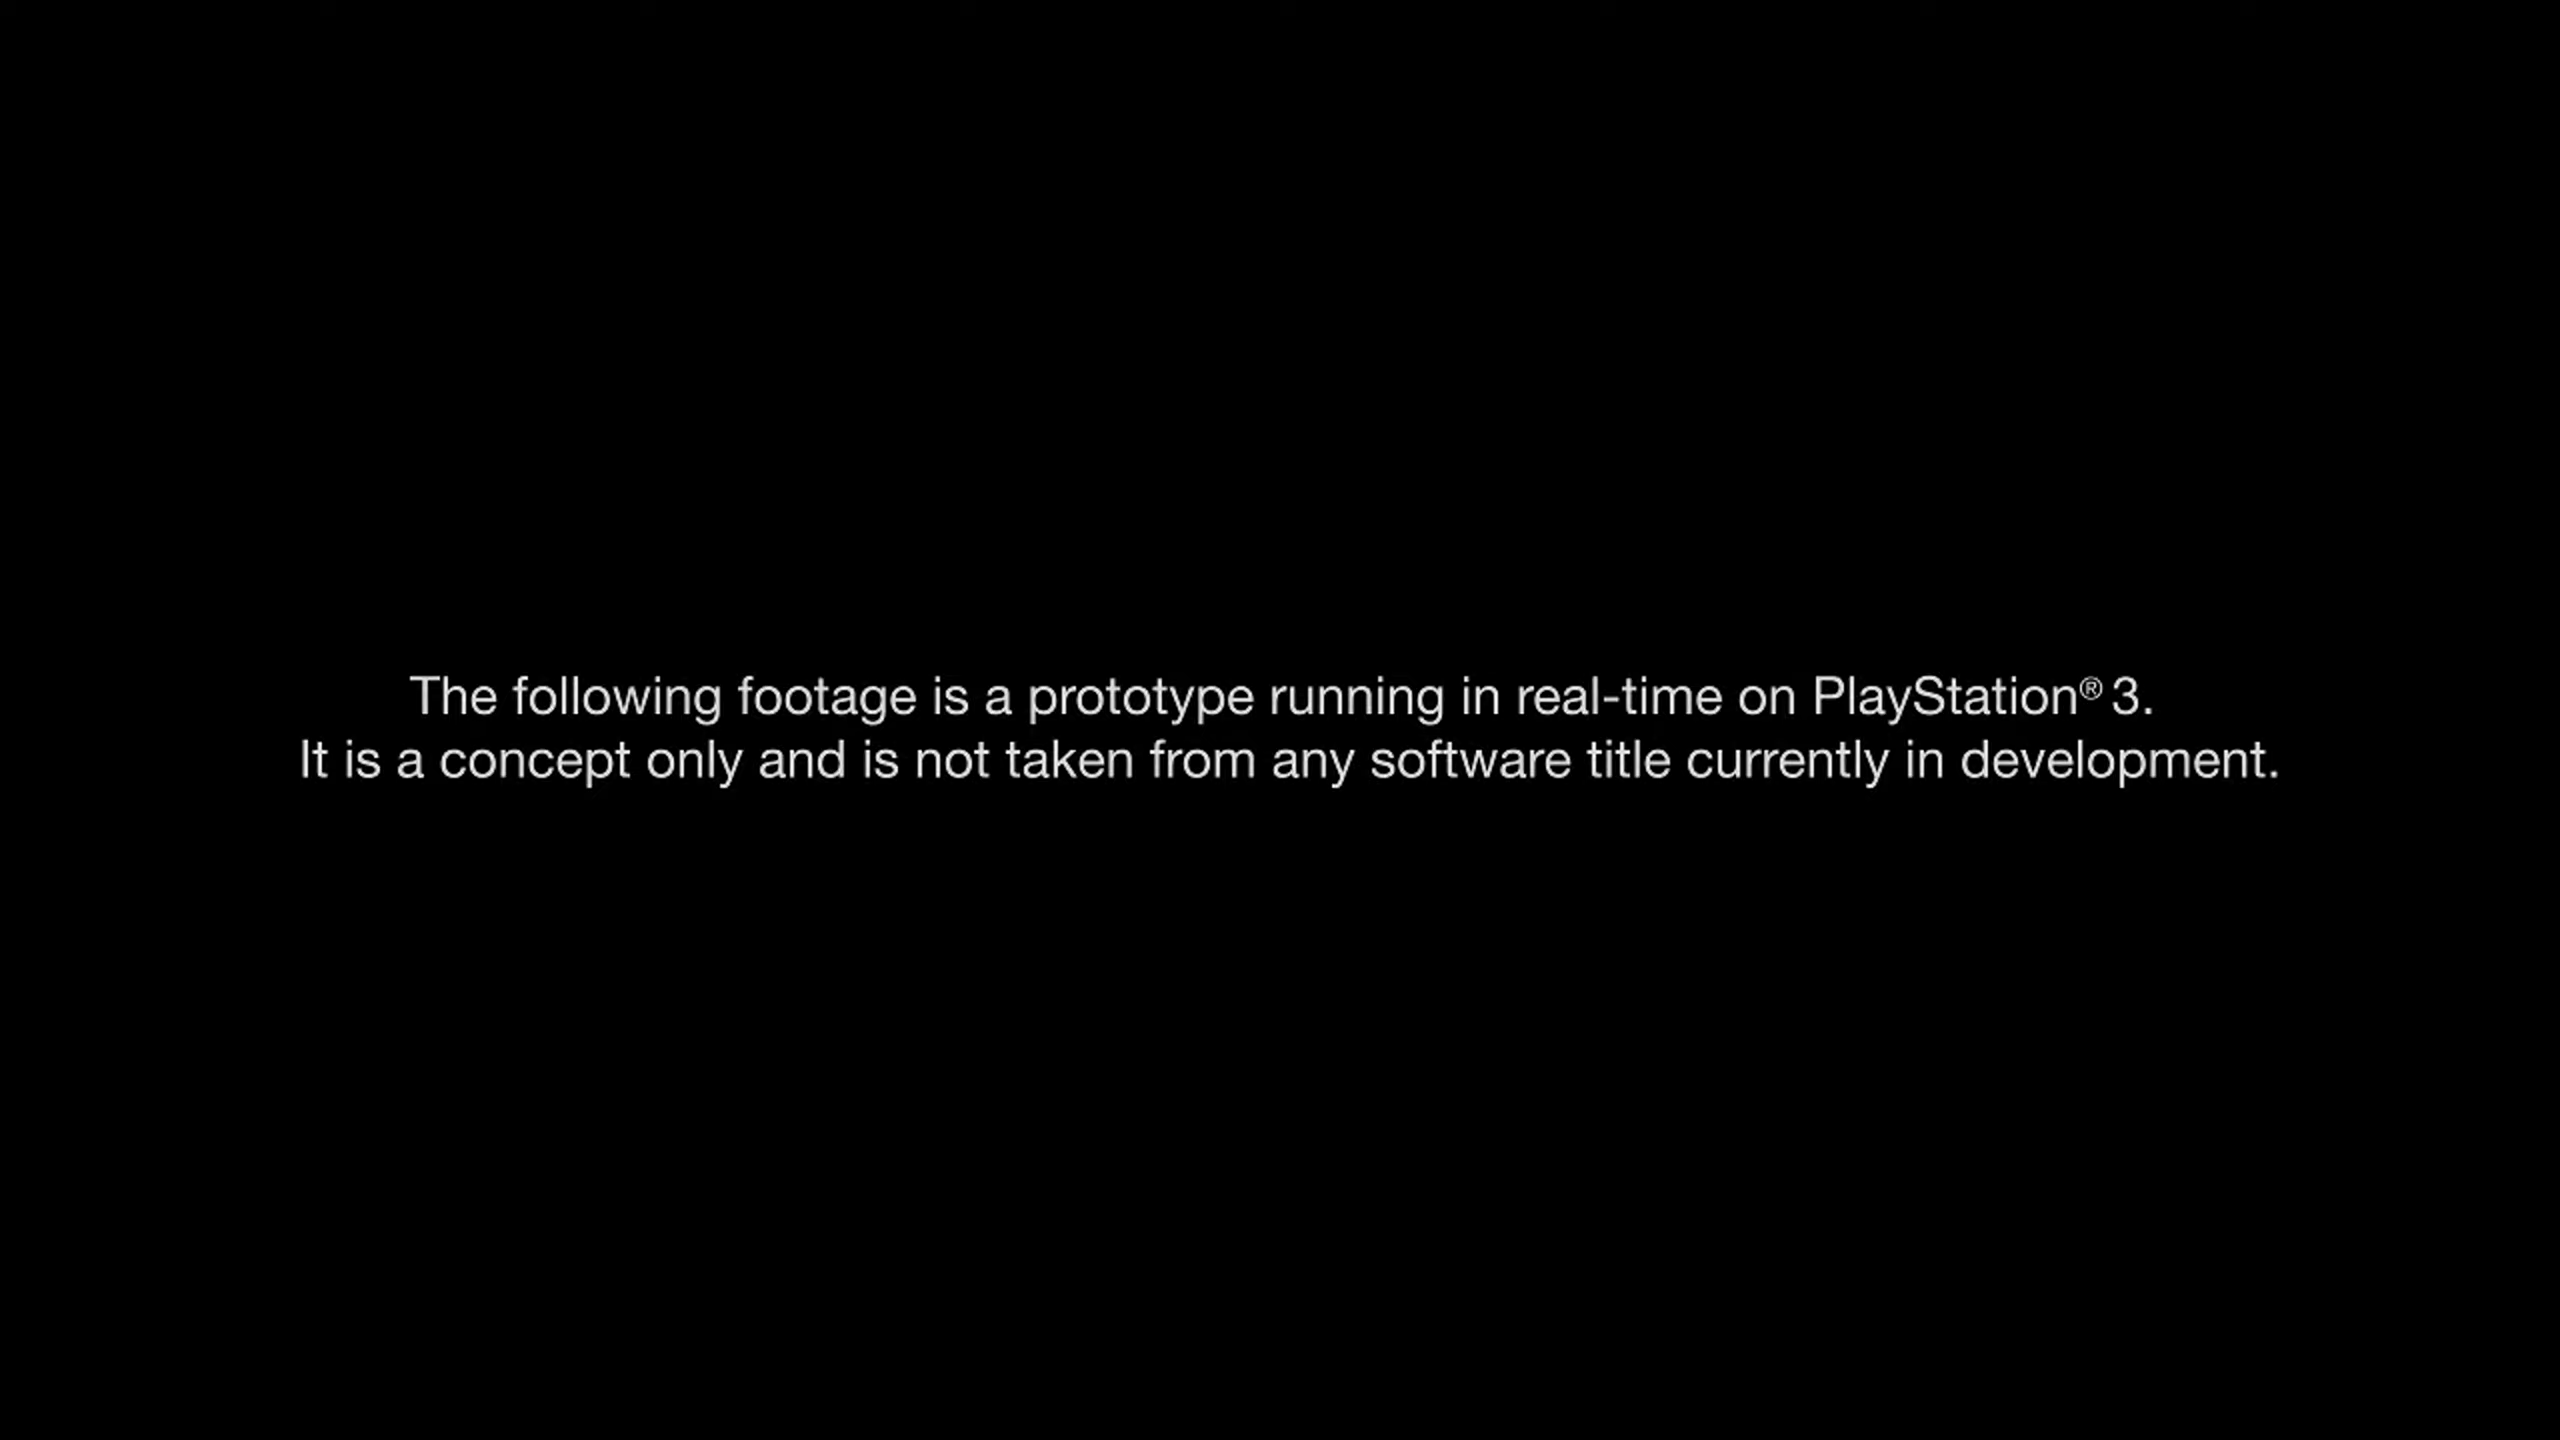 The following footage is a prototype running in real-time on PlayStation® 3.
It is a concept only and is not taken from any software title currently in development.